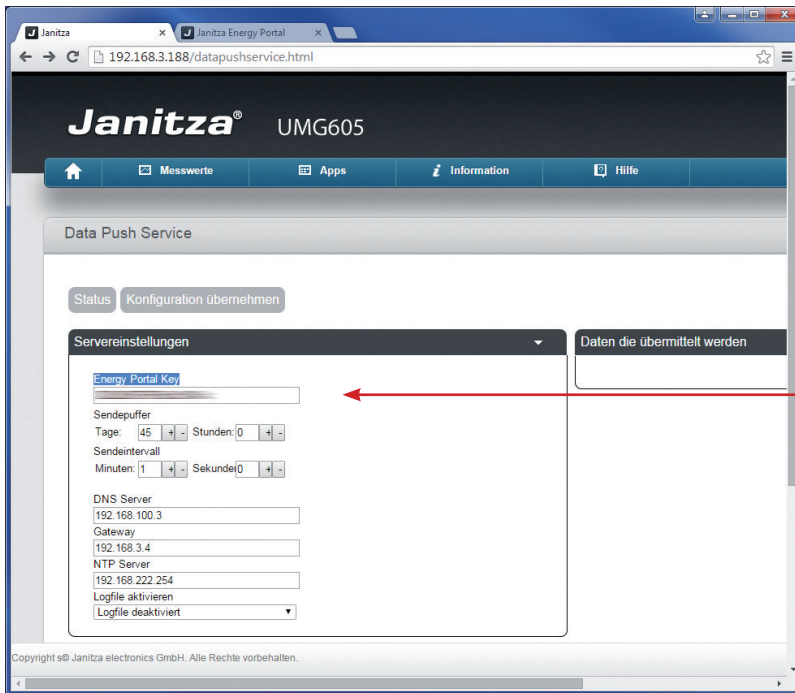 Janitza
Janitza Energy Portal
192.168.3.188/datapushservice.html
Janitza® UMG605
Messwerte Apps Information Hilfe
Data Push Service
Status Konfiguration übernehmen
Servereinstellungen
Daten die übermittelt werden
Energy Portal Key
Sendepuffer
Tage: 45 + - Stunden: 0 + -
Sendeintervall
Minuten: 1 + - Sekunden 0 + -
DNS Server
192.168.100.3
Gateway
192.168.3.4
NTP Server
192.168.222.254
Logfile aktivieren
Logfile deaktiviert
Copyright s© Janitza electronics GmbH. Alle Rechte vorbehalten.